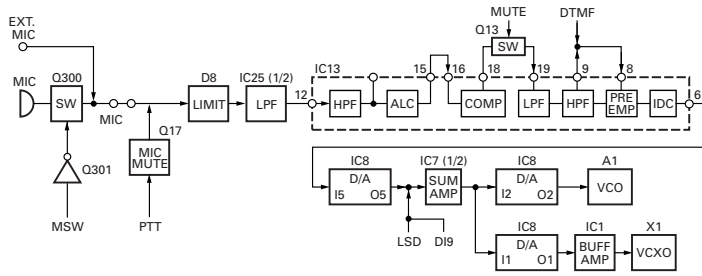 EXT.
MIC
MIC
Q300
SW
MIC
Q301
MSW
Q17
MIC
MUTE
PTT
D8
LIMIT
IC25 (1/2)
LPF
12
IC13
HPF
ALC
15
16
COMP
18
MUTE
Q13
SW
19
LPF
DTMF
9
HPF
8
PRE
EMP
IDC
6
IC8
D/A
I5 O5
LSD
DI9
IC7 (1/2)
SUM
AMP
IC8
D/A
I2 O2
A1
VCO
IC8
D/A
I1 O1
IC1
BUFF
AMP
X1
VCXO